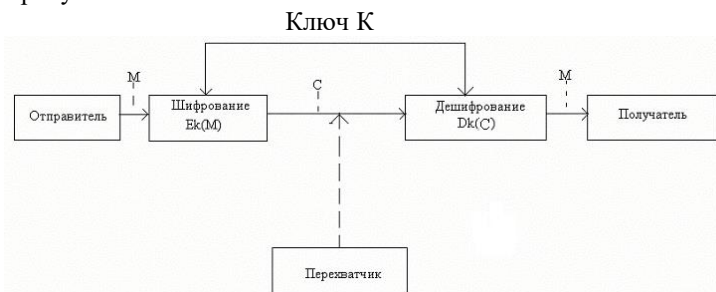 Ключ К
М
С
М
Отправитель
Шифрование
Ek(M)
Дешифрование
Dk(C)
Получатель
Перехватчик